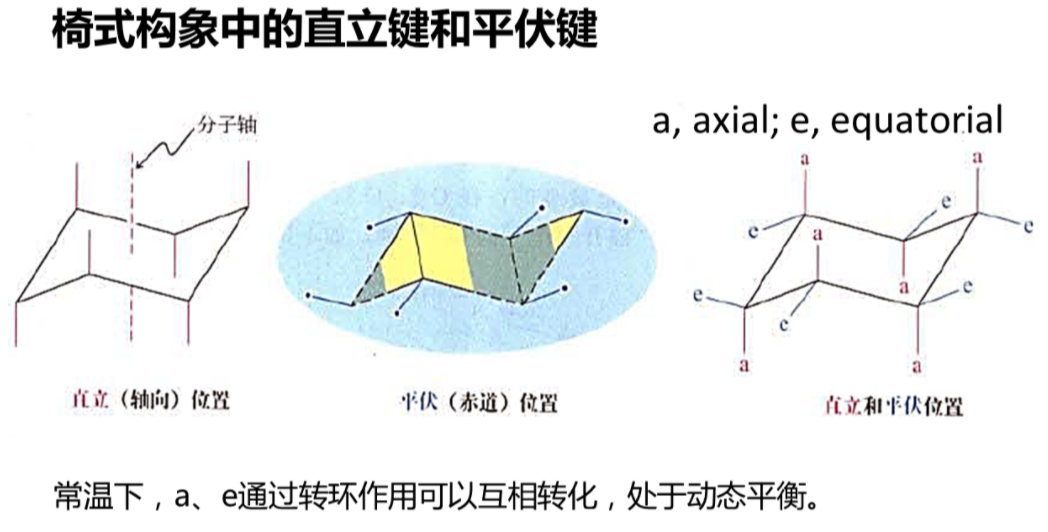 椅式构象中的直立键和平伏键
分子轴
a, axial; e, equatorial
a
a
e
e
a
e
a
e
e
e
a
a
直立（轴向）位置
平伏（赤道）位置
直立和平伏位置
常温下，a、e通过转环作用可以互相转化，处于动态平衡。